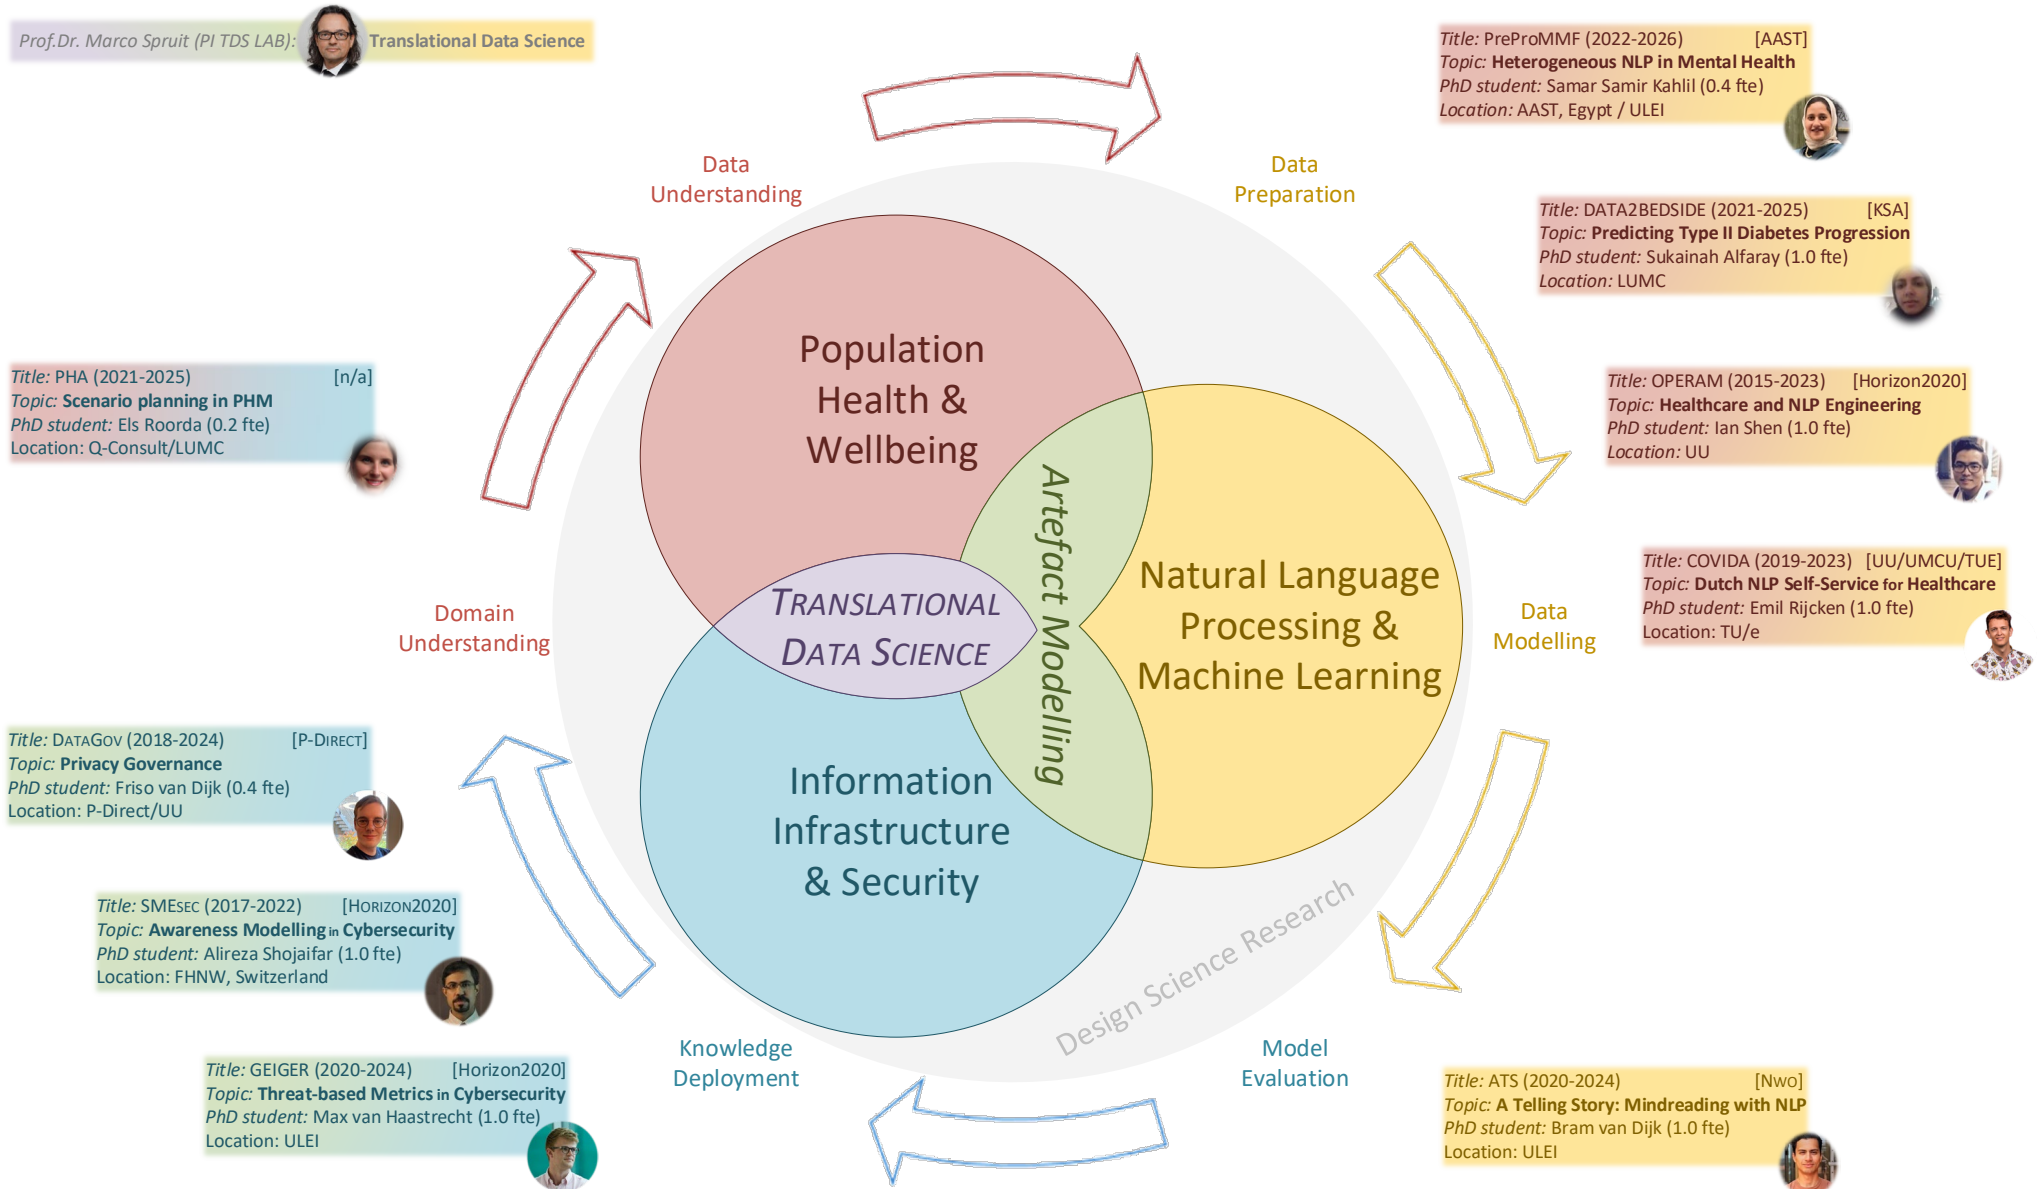 Prof.Dr. Marco Spruit (PI TDS LAB): Translational Data Science
Title: PreProMMF (2022-2026) [AAST]
Topic: Heterogeneous NLP in Mental Health
PhD student: Samar Samir Kahlil (0.4 fte)
Location: AAST, Egypt / ULEI
Data
Understanding
Data
Preparation
Title: DATA2BEDSIDE (2021-2025) [KSA]
Topic: Predicting Type II Diabetes Progression
PhD student: Sukainah Alfaray (1.0 fte)
Location: LUMC
Population
Health &
Wellbeing
Title: PHA (2021-2025) [n/a]
Topic: Scenario planning in PHM
PhD student: Els Roorda (0.2 fte)
Location: Q-Consult/LUMC
Title: OPERAM (2015-2023) [Horizon2020]
Topic: Healthcare and NLP Engineering
PhD student: Ian Shen (1.0 fte)
Location: UU
Artefact Modelling
Natural Language
Processing &
Machine Learning
Title: COVIDA (2019-2023) [UU/UMCU/TUE]
Topic: Dutch NLP Self-Service for Healthcare
PhD student: Emil Rijcken (1.0 fte)
Location: TU/e
Domain
Understanding
TRANSLATIONAL
DATA SCIENCE
Data
Modelling
Title: DATAGOV (2018-2024) [P-DIRECT]
Topic: Privacy Governance
PhD student: Friso van Dijk (0.4 fte)
Location: P-Direct/UU
Information
Infrastructure
& Security
Title: SMESEC (2017-2022) [HORIZON2020]
Topic: Awareness Modelling in Cybersecurity
PhD student: Alireza Shojaifar (1.0 fte)
Location: FHNW, Switzerland
Design Science Research
Knowledge
Deployment
Model
Evaluation
Title: GEIGER (2020-2024) [Horizon2020]
Topic: Threat-based Metrics in Cybersecurity
PhD student: Max van Haastrecht (1.0 fte)
Location: ULEI
Title: ATS (2020-2024) [NWO]
Topic: A Telling Story: Mindreading with NLP
PhD student: Bram van Dijk (1.0 fte)
Location: ULEI